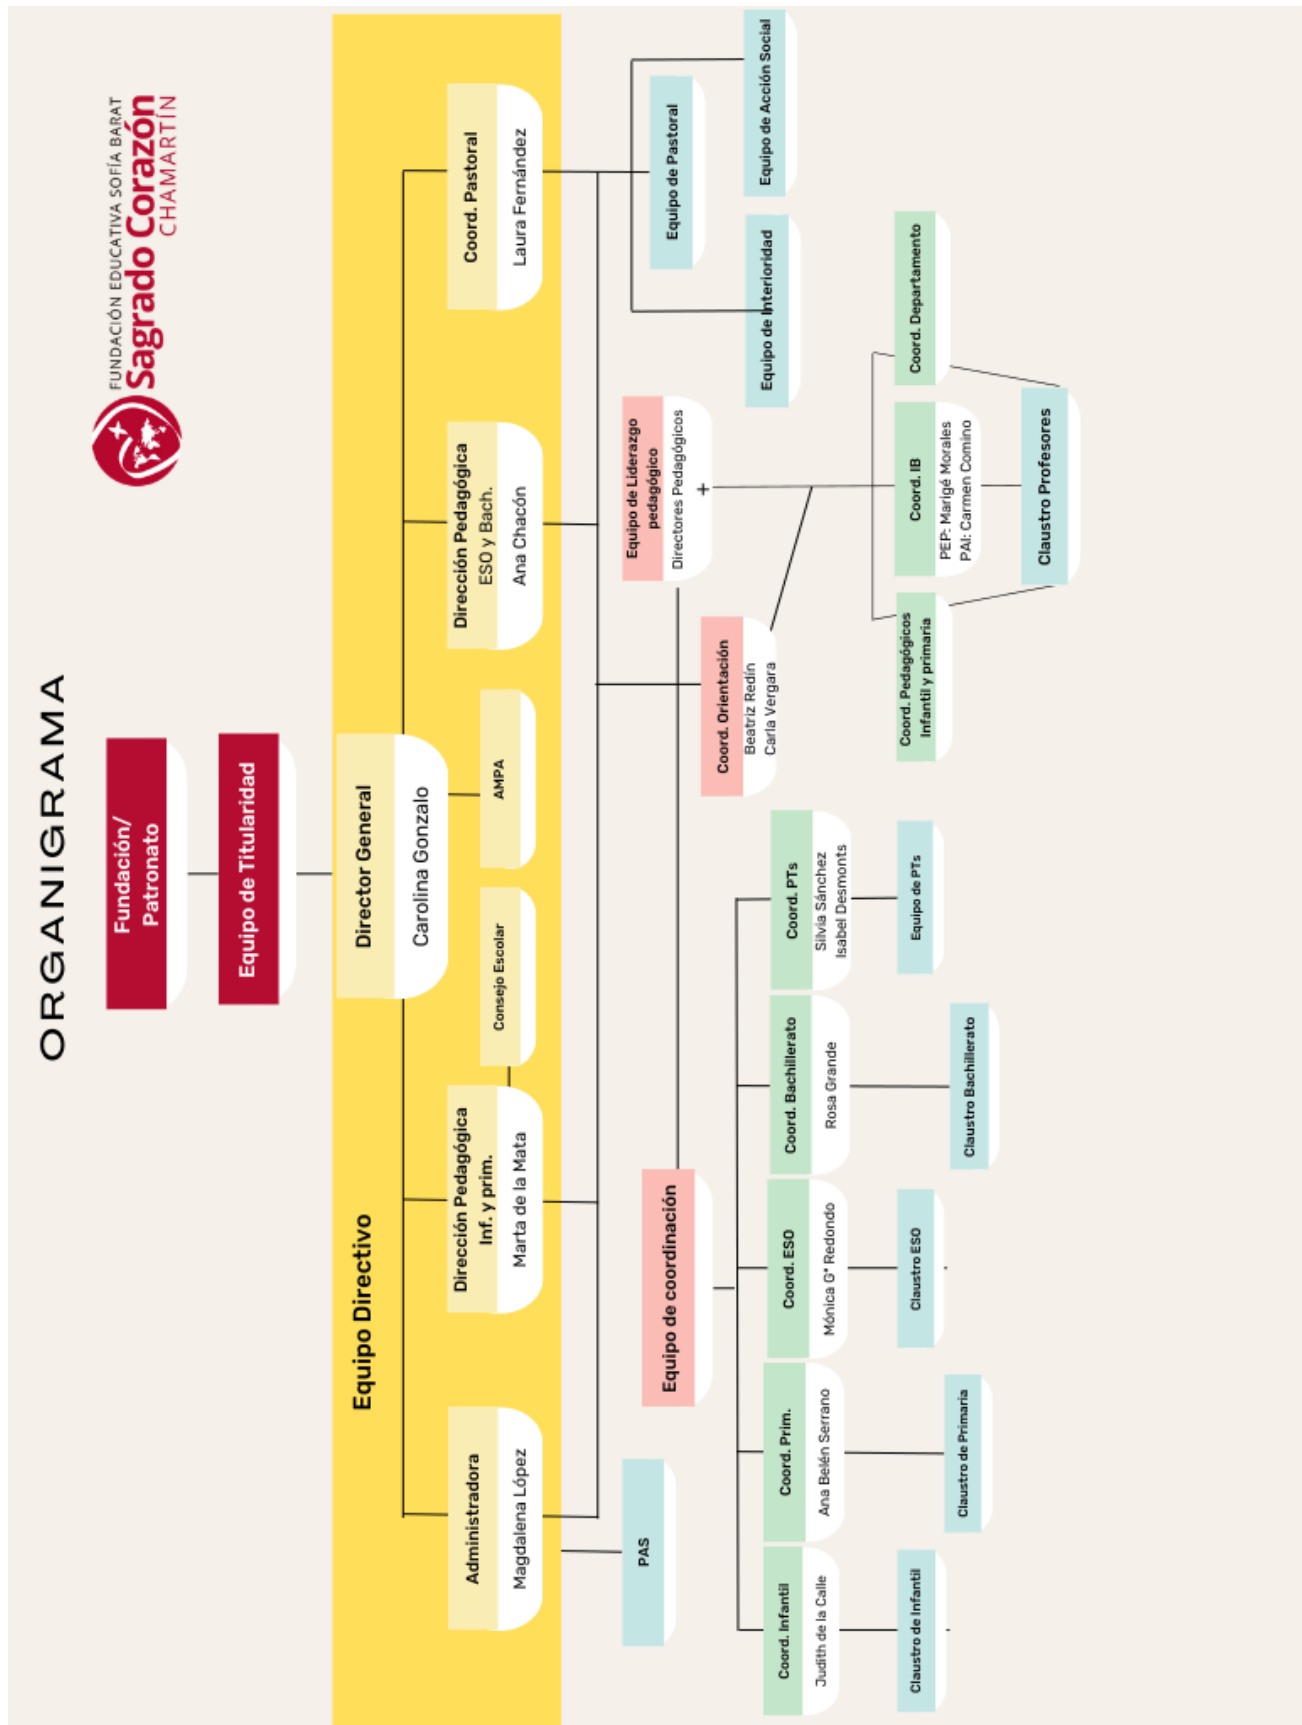 ORGANIGRAMA
FUNDACIÓN EDUCATIVA SOFÍA BARAT
Sagrado Corazón
CHAMARTÍN
Fundación/
Patronato
Equipo de Titularidad
Equipo Directivo
Director General
Carolina Gonzalo
Administradora
Magdalena López
Dirección Pedagógica
Inf. y prim.
Marta de la Mata
Consejo Escolar
AMPA
Dirección Pedagógica
ESO y Bach.
Ana Chacón
Coord. Pastoral
Laura Fernández
PAS
Equipo de coordinación
Equipo de Liderazgo
pedagógico
Directores Pedagógicos
+
Equipo de Pastoral
Coord. Orientación
Beatriz Redín
Carla Vergara
Equipo de Interioridad
Equipo de Acción Social
Coord. Infantil
Judith de la Calle
Coord. Prim.
Ana Belén Serrano
Coord. ESO
Mónica Gª Redondo
Coord. Bachillerato
Rosa Grande
Coord. PTs
Silvia Sánchez
Isabel Desmonts
Coord. Pedagógicos
Infantil y primaria
Coord. IB
PEP: Marigé Morales
PAI: Carmen Comino
Coord. Departamento
Claustro de Infantil
Claustro de Primaria
Claustro ESO
Claustro Bachillerato
Equipo de PTs
Claustro Profesores